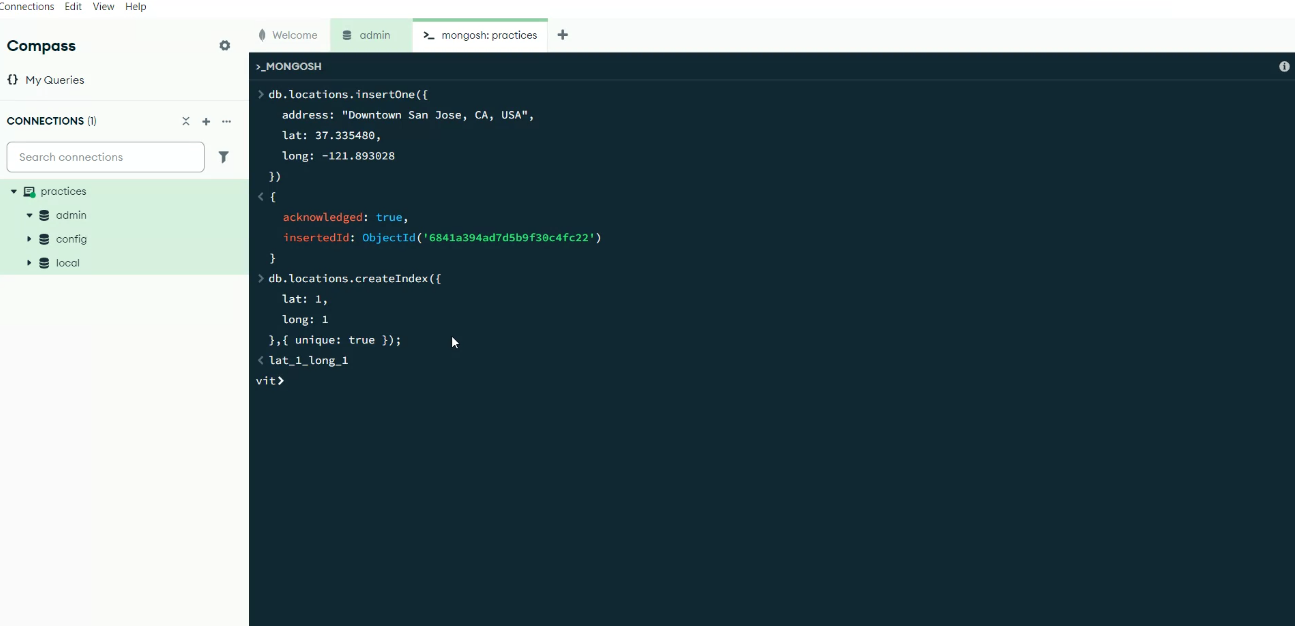 Connections Edit View Help
Compass
{} My Queries
CONNECTIONS (1)
Search connections
practices
admin
config
local
Welcome
admin
>_ mongosh: practices
>_MONGOSH
> db.locations.insertOne({
address: "Downtown San Jose, CA, USA",
lat: 37.335480,
long: -121.893028
})
< {
acknowledged: true,
insertedId: ObjectId('6841a394ad7d5b9f30c4fc22')
}
> db.locations.createIndex({
lat: 1,
long: 1
},{ unique: true });
< lat_1_long_1
vit>